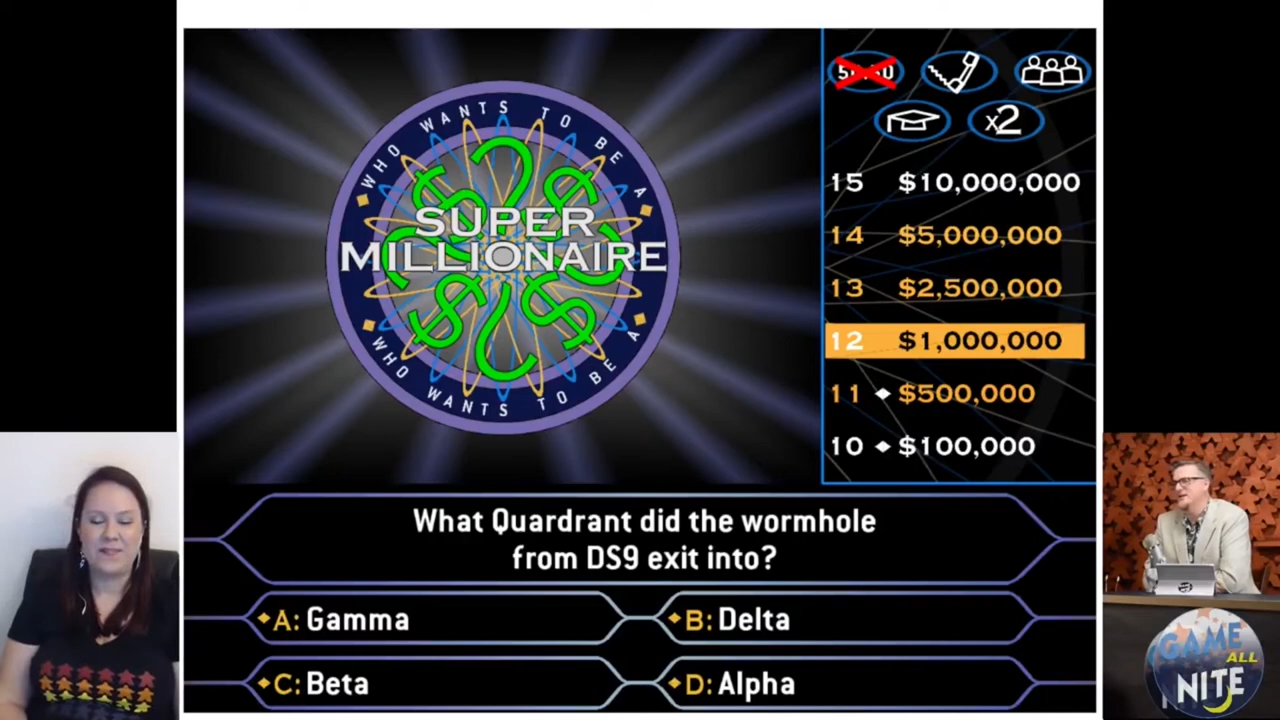 WHO WANTS TO BE A
SUPER
MILLIONAIRE
WHO WANTS TO BE A
50:50
x2
15 $10,000,000
14 $5,000,000
13 $2,500,000
12 $1,000,000
11 $500,000
10 $100,000
What Quardrant did the wormhole
from DS9 exit into?
A: Gamma
B: Delta
C: Beta
D: Alpha
GAME
ALL
NITE